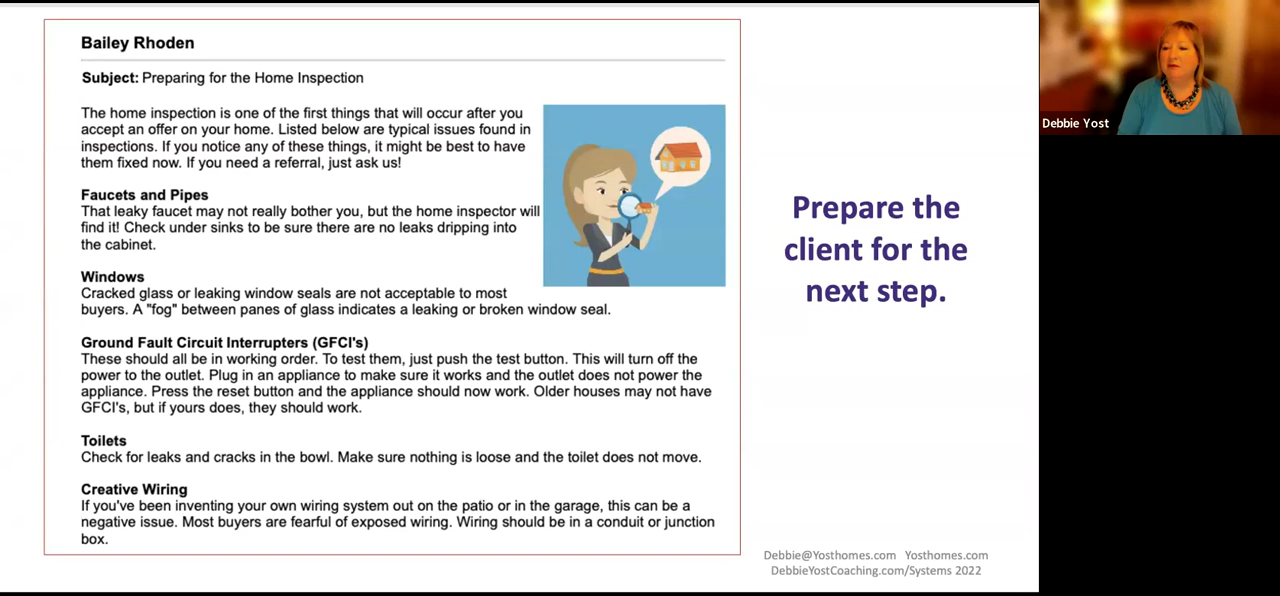 Bailey Rhoden
Subject: Preparing for the Home Inspection
The home inspection is one of the first things that will occur after you
accept an offer on your home. Listed below are typical issues found in
inspections. If you notice any of these things, it might be best to have
them fixed now. If you need a referral, just ask us!
Faucets and Pipes
That leaky faucet may not really bother you, but the home inspector will
find it! Check under sinks to be sure there are no leaks dripping into
the cabinet.
Windows
Cracked glass or leaking window seals are not acceptable to most
buyers. A "fog" between panes of glass indicates a leaking or broken window seal.
Ground Fault Circuit Interrupters (GFCI's)
These should all be in working order. To test them, just push the test button. This will turn off the
power to the outlet. Plug in an appliance to make sure it works and the outlet does not power the
appliance. Press the reset button and the appliance should now work. Older houses may not have
GFCI's, but if yours does, they should work.
Toilets
Check for leaks and cracks in the bowl. Make sure nothing is loose and the toilet does not move.
Creative Wiring
If you've been inventing your own wiring system out on the patio or in the garage, this can be a
negative issue. Most buyers are fearful of exposed wiring. Wiring should be in a conduit or junction
box.
Prepare the
client for the
next step.
Debbie@Yosthomes.com Yosthomes.com
DebbieYostCoaching.com/Systems 2022
Debbie Yost